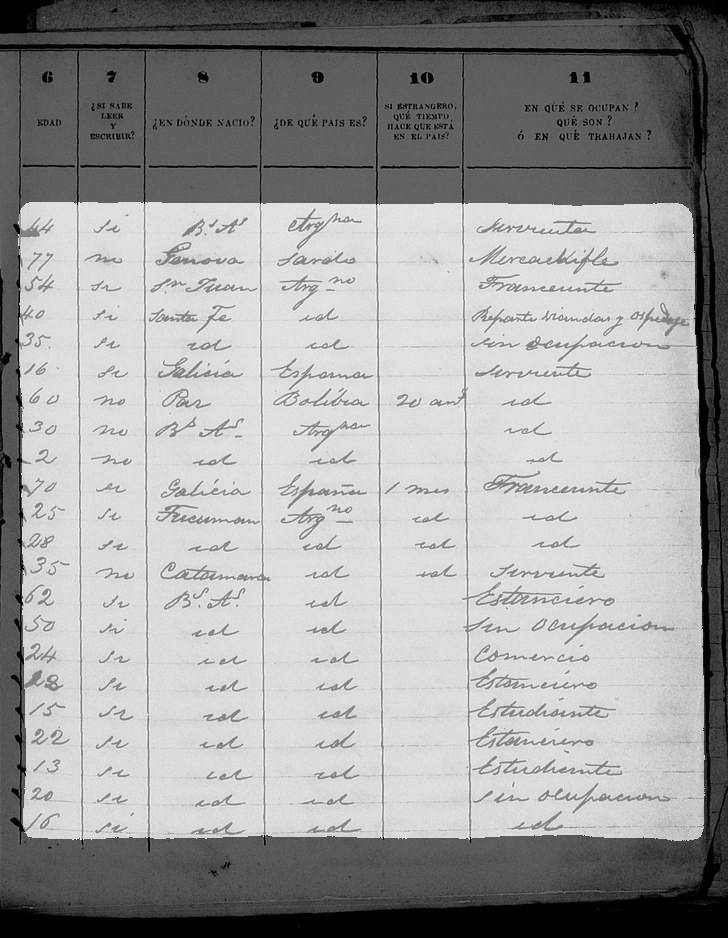 6 7 8 9 10 11
EDAD ¿SI SABE LEER Y ESCRIBIR? ¿EN DÓNDE NACIO? ¿DE QUÉ PAIS ES? SI ESTRANGERO, QUÉ TIEMPO HACE QUE ESTÁ EN EL PAIS? EN QUÉ SE OCUPAN? QUÉ SON? Ó EN QUÉ TRABAJAN?
44 si Bs As Argna Sirvienta
77 no Genova Sardo Mercachifle
54 si Sn Juan Argno Tranceunte
40 si Santa Fe id Reparte viandas y
35 si id id sin ocupacion
16 si Galicia Espama sirviente
60 no Paz Bolibia 20 ans id
30 no Bs As Argna id
2 no id id id
70 si Galicia España 1 mes Tranceunte
25 si Tucuman Argno id id
28 si id id id id
35 no Catamarca id id sirviente
62 si Bs As id Estanciero
50 si id id Sin Ocupacion
24 si id id Comercio
28 si id id Estanciero
15 si id id Estudiante
22 si id id Estanciero
13 si id id Estudiante
20 si id id Sin Ocupacion
16 si id id id